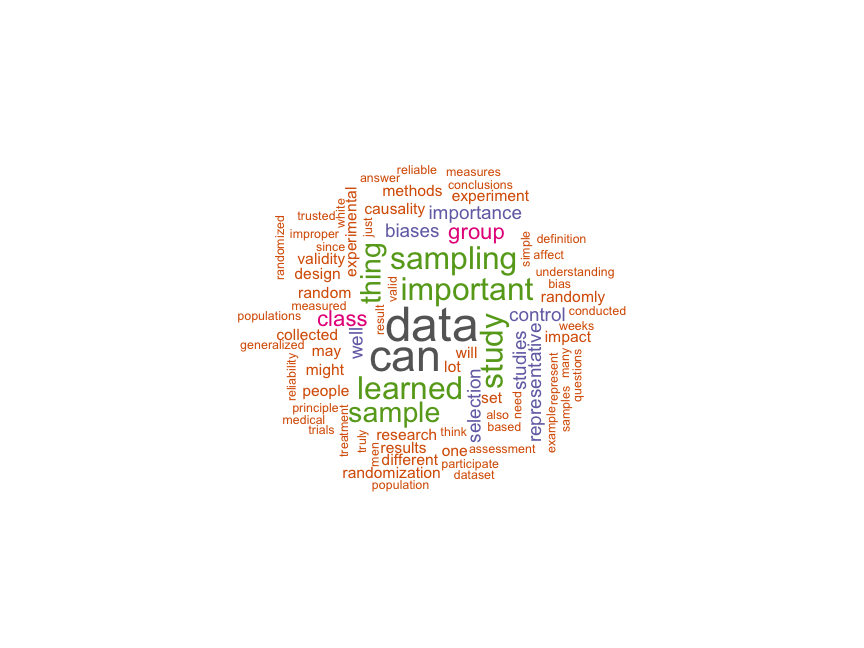 reliable
measures
answer
conclusions
methods
experiment
white
trusted
causality
importance
just
experimental
randomized
improper
biases
group
simple
definition
since
validity
thing
sampling
affect
design
understanding
valid
important
bias
random
randomly
measured
result
data
control
conducted
populations
class
weeks
collected
well
study
studies
representative
impact
generalized
may
can
will
lot
many
questions
might
reliability
people
learned
selection
set
need
represent
samples
example
principle
sample
also
medical
based
trials
treatment
truly
research
think
men
results
one
assessment
different
participate
randomization
dataset
population